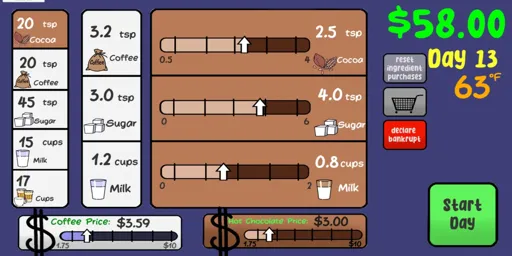 20 tsp
Cocoa
20 tsp
Coffee
45 tsp
Sugar
15 cups
Milk
17
Cups
3.2 tsp
Coffee
3.0 tsp
Sugar
1.2 cups
Milk
2.5 tsp
Cocoa
0.5
4
4.0 tsp
Sugar
0
6
0.8 cups
Milk
0
2
$58.00
Day 13
63°F
reset
ingredient
purchases
declare
bankrupt
Start
Day
$
Coffee Price: $3.59
1.75
$10
$
Hot Chocolate Price: $3.00
1.75
$10